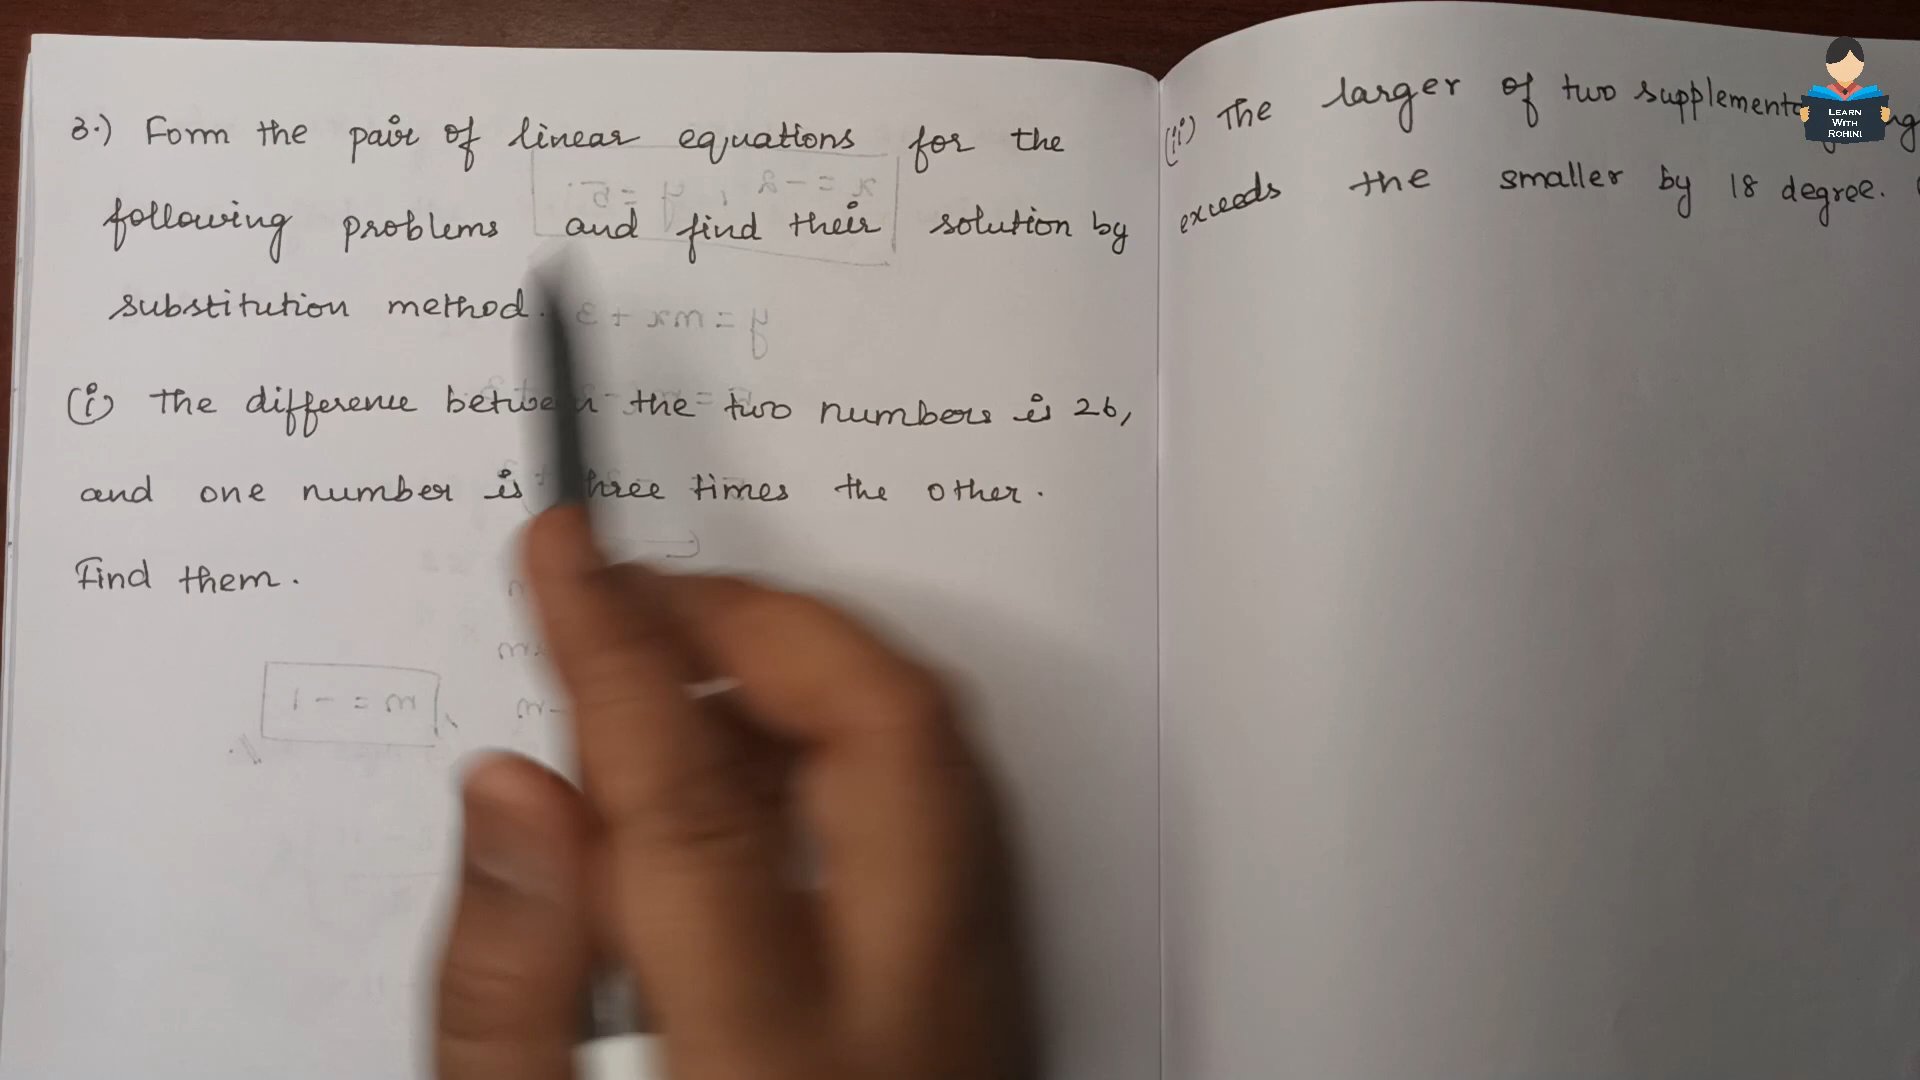 3.) Form the pair of linear equations for the
following problems and find their solution by
substitution method.
(i) The difference between the two numbers is 26,
and one number is three times the other.
Find them.
(ii) The larger of two
exceeds the smaller by 18 degree.
LEARN
WITH
ROHINI